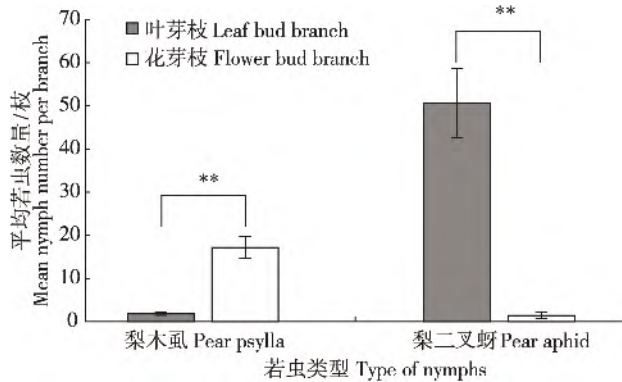 平均若虫数量/枝
Mean nymph number per branch
70
60
50
40
30
20
10
0
叶芽枝 Leaf bud branch
花芽枝 Flower bud branch
**
**
梨木虱 Pear psylla
梨二叉蚜 Pear aphid
若虫类型 Type of nymphs